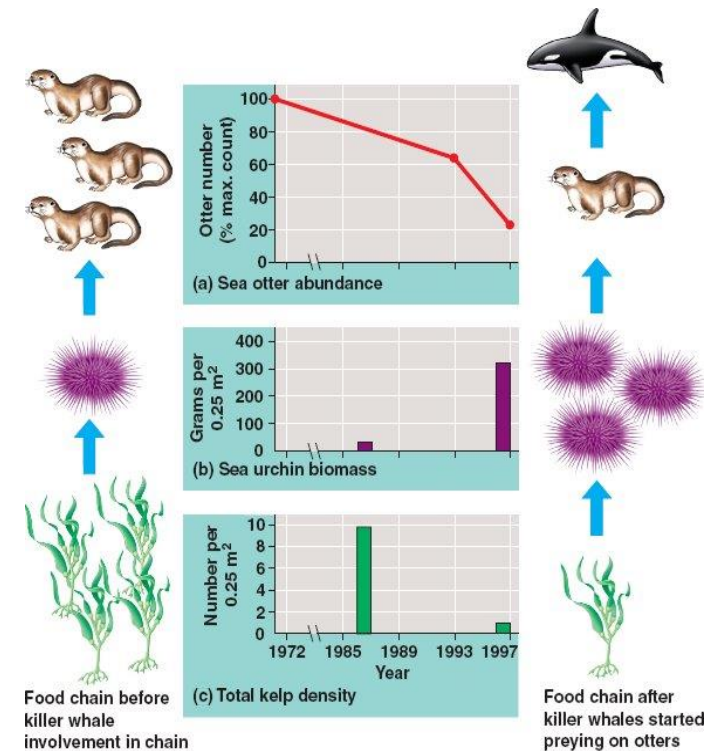 100
80
60
40
20
0
Otter number
(% max. count)
(a) Sea otter abundance
400
300
200
100
0
Grams per
0.25 m²
(b) Sea urchin biomass
10
8
6
4
2
0
Number per
0.25 m²
1972 1985 1989 1993 1997
Year
(c) Total kelp density
Food chain before
killer whale
involvement in chain
Food chain after
killer whales started
preying on otters